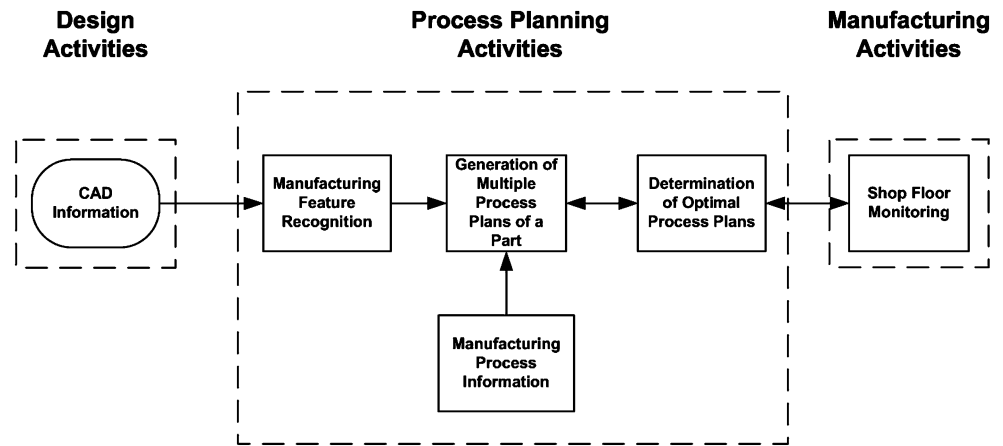 Design
Activities
Process Planning
Activities
Manufacturing
Activities
CAD
Information
Manufacturing
Feature
Recognition
Generation of
Multiple
Process
Plans of a
Part
Determination
of Optimal
Process Plans
Shop Floor
Monitoring
Manufacturing
Process
Information